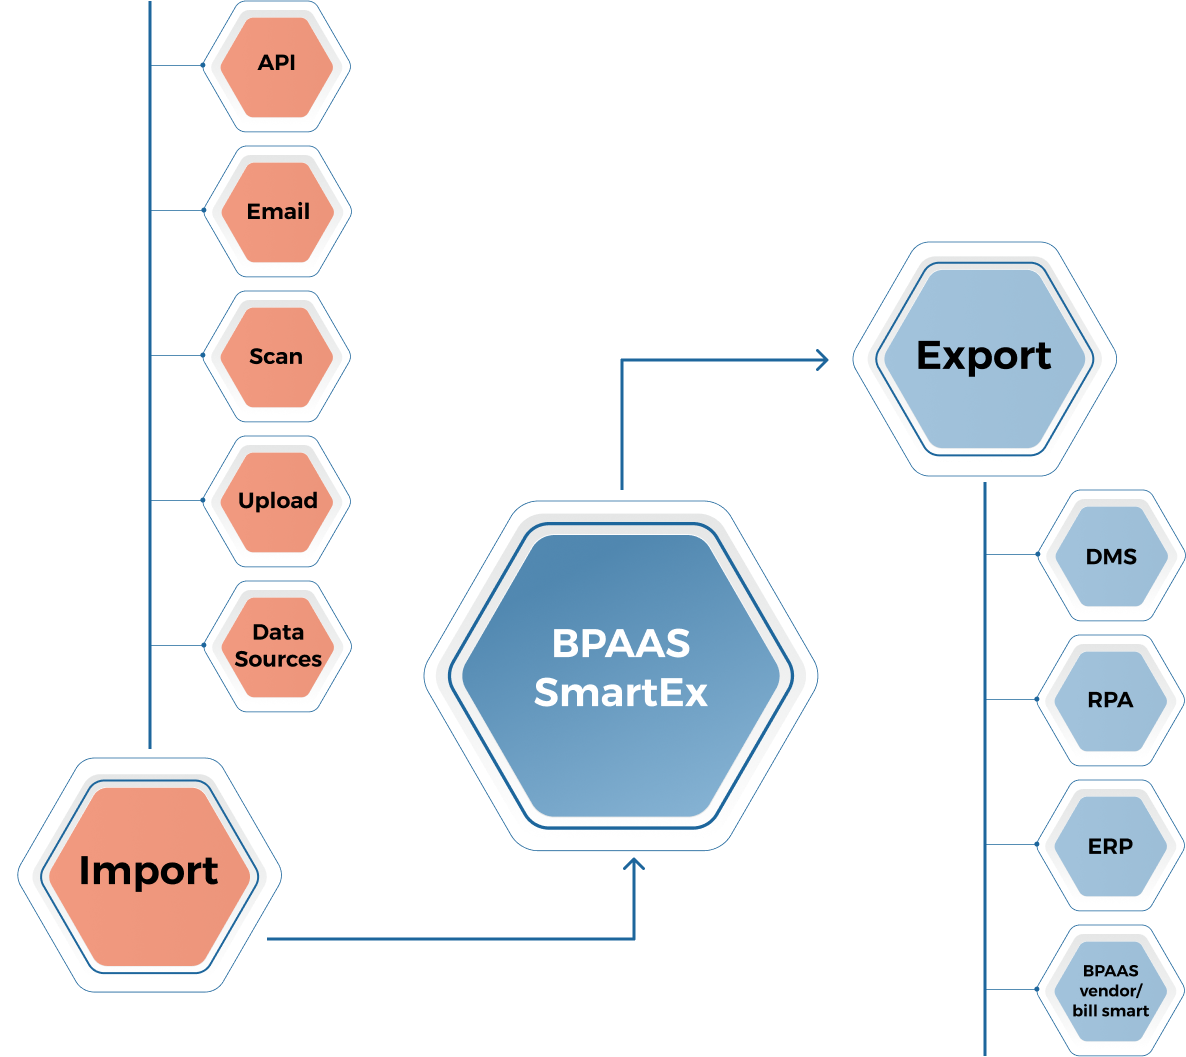 API
Email
Scan
Upload
Data
Sources
Import
BPAAS
SmartEx
Export
DMS
RPA
ERP
BPAAS
vendor/
bill smart